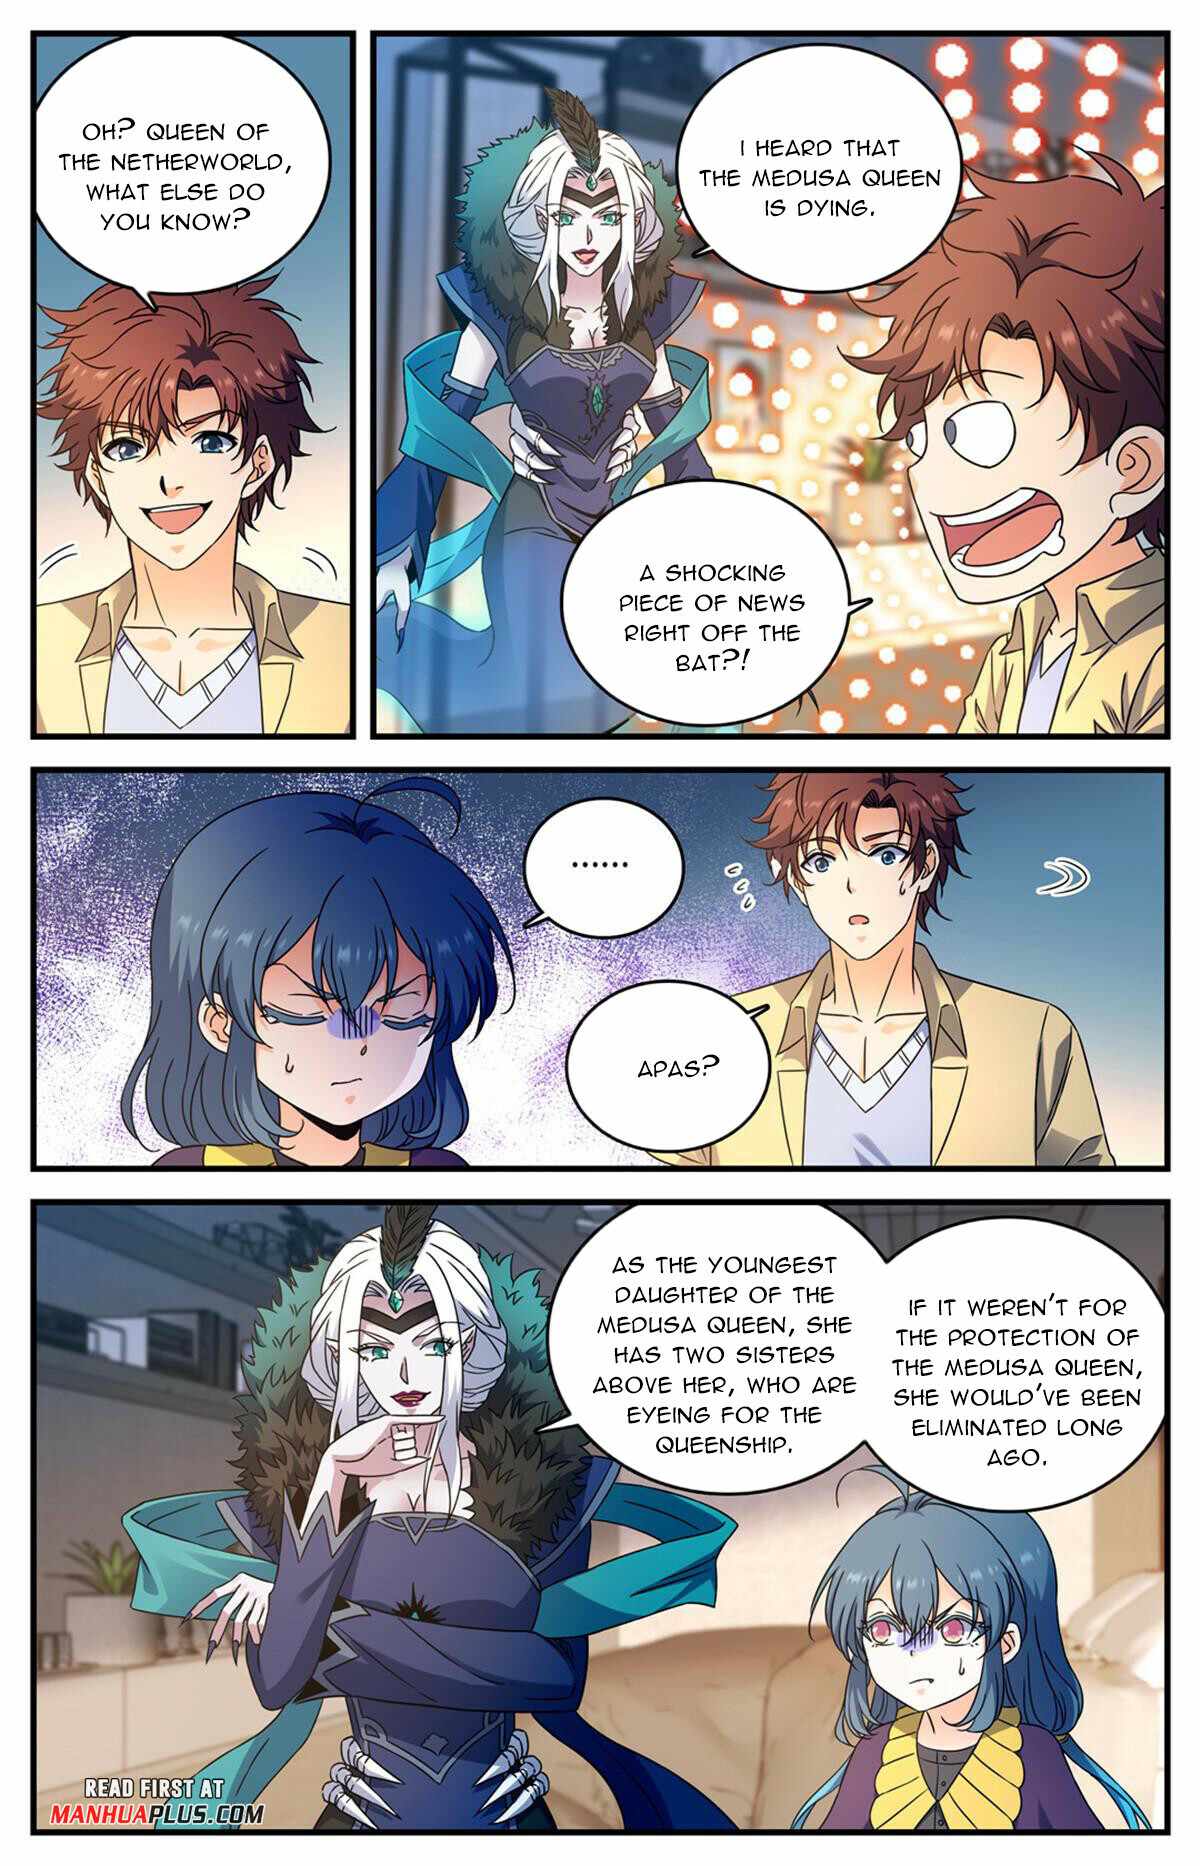 OH? QUEEN OF
THE NETHERWORLD,
WHAT ELSE DO
YOU KNOW?
I HEARD THAT
THE MEDUSA QUEEN
IS DYING.
A SHOCKING
PIECE OF NEWS
RIGHT OFF THE
BAT?!
......
APAS?
AS THE YOUNGEST
DAUGHTER OF THE
MEDUSA QUEEN, SHE
HAS TWO SISTERS
ABOVE HER, WHO ARE
EYEING FOR THE
QUEENSHIP.
IF IT WEREN'T FOR
THE PROTECTION OF
THE MEDUSA QUEEN,
SHE WOULD'VE BEEN
ELIMINATED LONG
AGO.
READ FIRST AT
MANHUAPLUS.COM